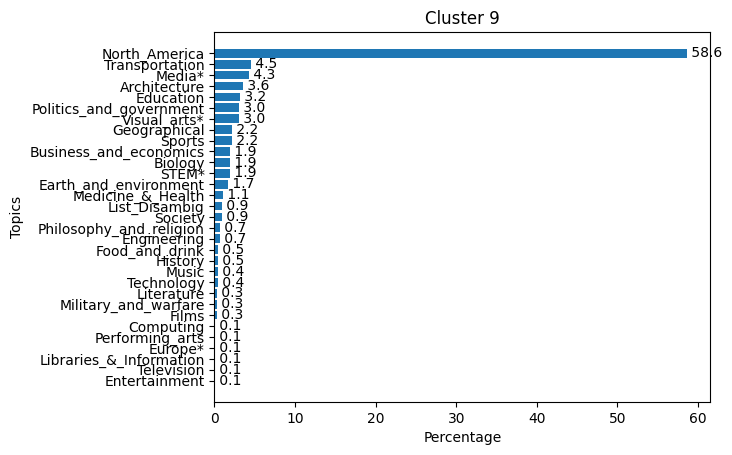 Cluster 9
Topics
North_America 58.6
Transportation 4.5
Media* 4.3
Architecture 3.6
Education 3.2
Politics_and_government 3.0
Visual_arts* 3.0
Geographical 2.2
Sports 2.2
Business_and_economics 1.9
Biology 1.9
STEM* 1.9
Earth_and_environment 1.7
Medicine_&_Health 1.1
List_Disambig 0.9
Society 0.9
Philosophy_and_religion 0.7
Engineering 0.7
Food_and_drink 0.5
History 0.5
Music 0.4
Technology 0.4
Literature 0.3
Military_and_warfare 0.3
Films 0.3
Computing 0.1
Performing_arts 0.1
Europe* 0.1
Libraries_&_Information 0.1
Television 0.1
Entertainment 0.1
0 10 20 30 40 50 60
Percentage